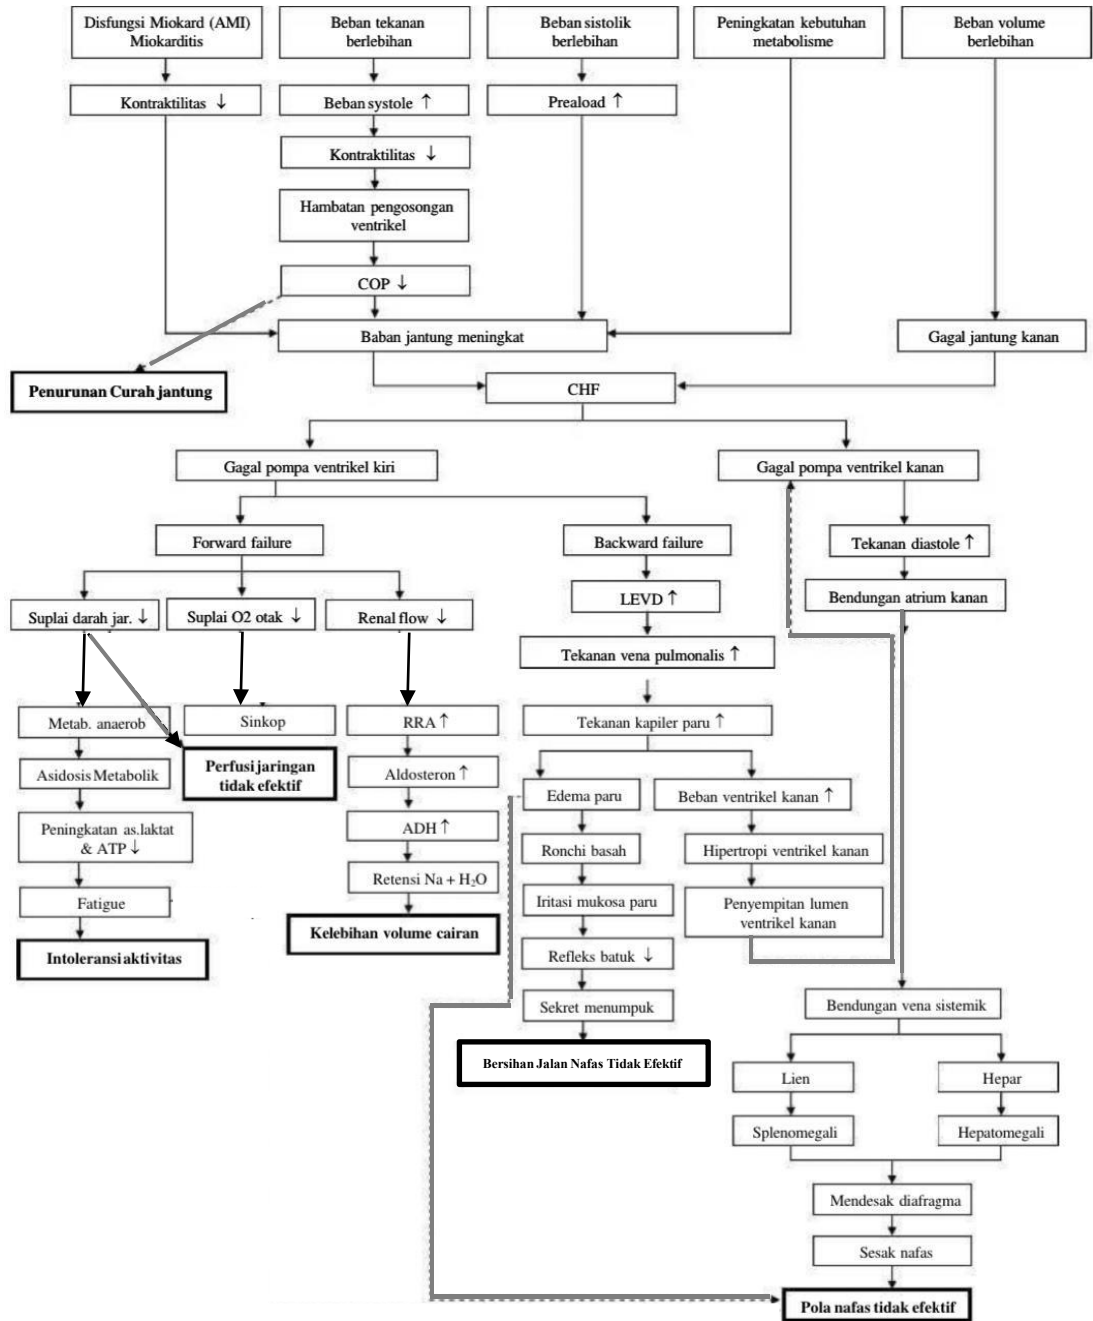 Disfungsi Miokard (AMI)
Miokarditis
Beban tekanan
berlebihan
Beban sistolik
berlebihan
Peningkatan kebutuhan
metabolisme
Beban volume
berlebihan
Kontraktilitas ↓
Beban systole ↑
Preaload ↑
Kontraktilitas ↓
Hambatan pengosongan
ventrikel
COP ↓
Baban jantung meningkat
Gagal jantung kanan
Penurunan Curah jantung
CHF
Gagal pompa ventrikel kiri
Gagal pompa ventrikel kanan
Forward failure
Backward failure
Tekanan diastole ↑
Suplai darah jar. ↓
Suplai O2 otak ↓
Renal flow ↓
LEVD ↑
Bendungan atrium kanan
Tekanan vena pulmonalis ↑
Metab. anaerob
Sinkop
RRA ↑
Tekanan kapiler paru ↑
Asidosis Metabolik
Perfusi jaringan
tidak efektif
Aldosteron ↑
Edema paru
Beban ventrikel kanan ↑
Peningkatan as.laktat
& ATP ↓
ADH ↑
Ronchi basah
Hipertropi ventrikel kanan
Fatigue
Retensi Na + H₂O
Iritasi mukosa paru
Penyempitan lumen
ventrikel kanan
Intoleransi aktivitas
Kelebihan volume cairan
Refleks batuk ↓
Sekret menumpuk
Bendungan vena sistemik
Bersihan Jalan Nafas Tidak Efektif
Lien
Hepar
Splenomegali
Hepatomegali
Mendesak diafragma
Sesak nafas
Pola nafas tidak efektif